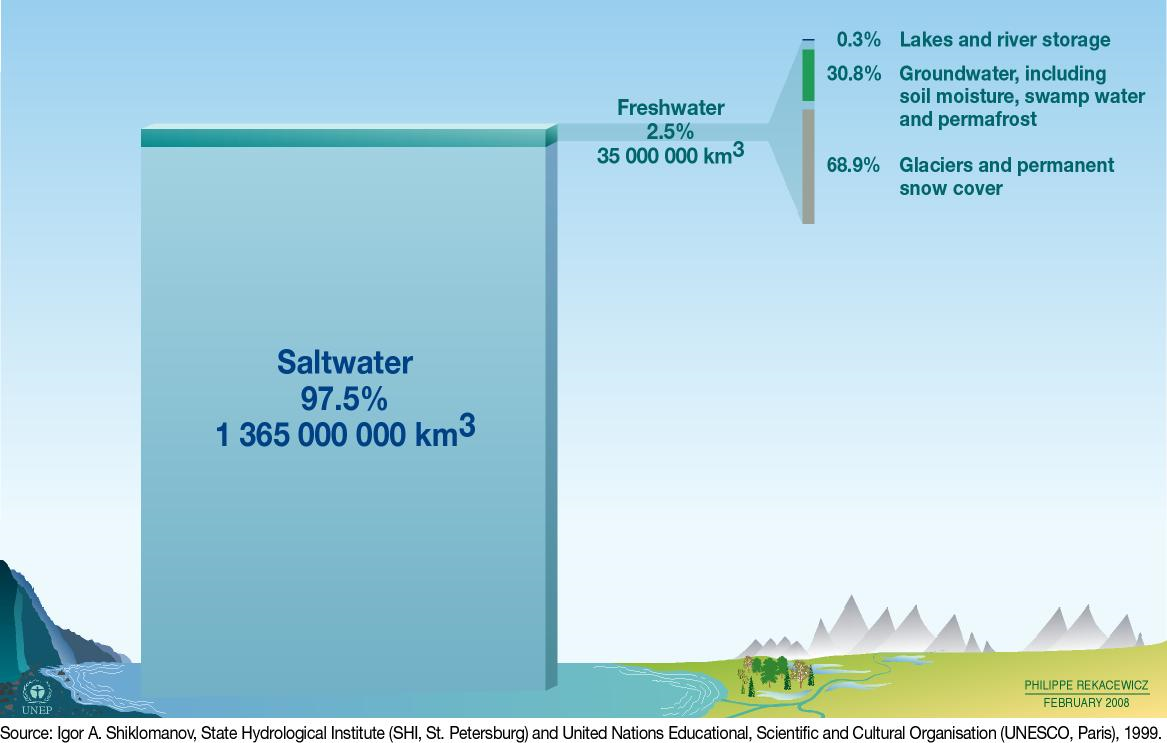 0.3% Lakes and river storage
30.8% Groundwater, including
soil moisture, swamp water
and permafrost
68.9% Glaciers and permanent
snow cover
Freshwater
2.5%
35 000 000 km³
Saltwater
97.5%
1 365 000 000 km³
UNEP
PHILIPPE REKACEWICZ
FEBRUARY 2008
Source: Igor A. Shiklomanov, State Hydrological Institute (SHI, St. Petersburg) and United Nations Educational, Scientific and Cultural Organisation (UNESCO, Paris), 1999.